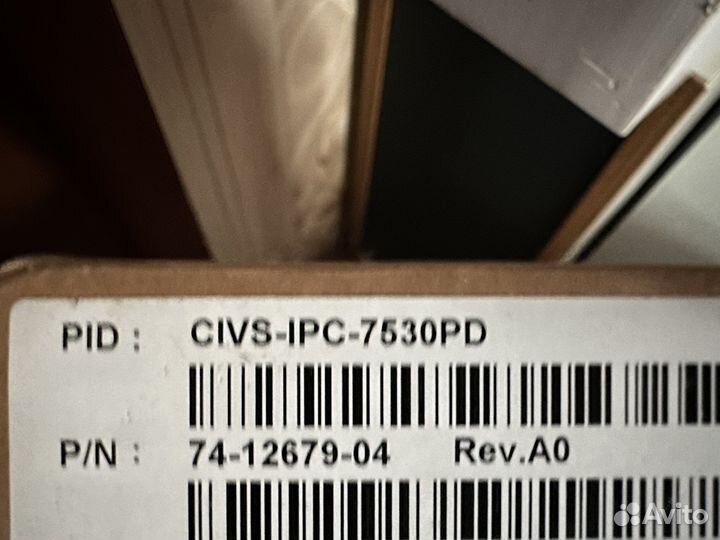 PID : CIVS-IPC-7530PD
P/N : 74-12679-04 Rev.A0
Avito